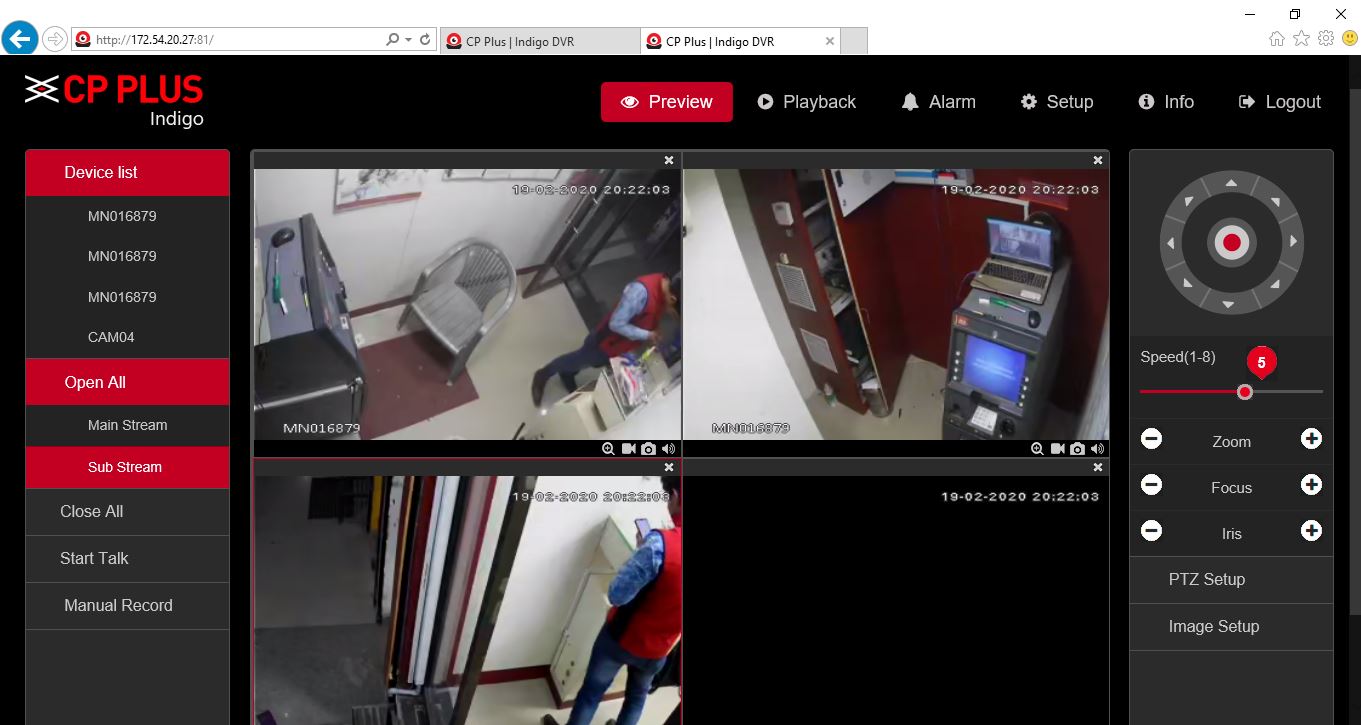 http://172.54.20.27:81/
CP Plus | Indigo DVR
CP Plus | Indigo DVR
CP PLUS
Indigo
Preview
Playback
Alarm
Setup
Info
Logout
Device list
MN016879
MN016879
MN016879
CAM04
Open All
Main Stream
Sub Stream
Close All
Start Talk
Manual Record
19-02-2020 20:22:03
MN016879
19-02-2020 20:22:03
MN016879
19-02-2020 20:22:03
19-02-2020 20:22:03
Speed(1-8)
5
Zoom
Focus
Iris
PTZ Setup
Image Setup